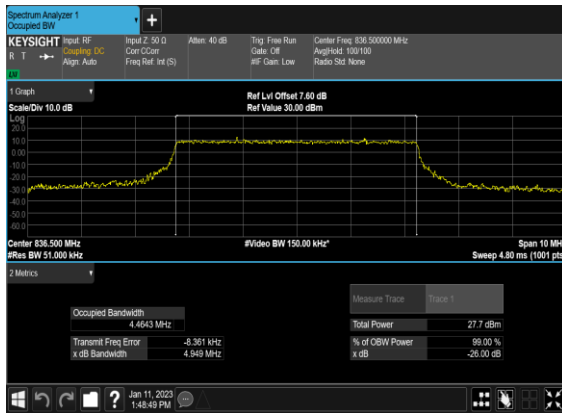 Spectrum Analyzer 1
Occupied BW
+
KEYSIGHT Input: RF Input Z: 50 Ω Atten: 40 dB Trig: Free Run Center Freq: 836.500000 MHz
R T Coupling: DC Corr CCorr Gate: Off Avg|Hold: 100/100
Align: Auto Freq Ref: Int (S) #IF Gain: Low Radio Std: None
1 Graph
Ref Lvl Offset 7.60 dB
Scale/Div 10.0 dB Ref Value 30.00 dBm
Log
20.0
10.0
0.00
-10.0
-20.0
-30.0
-40.0
-50.0
-60.0
Center 836.500 MHz #Video BW 150.00 kHz* Span 10 MH
#Res BW 51.000 kHz Sweep 4.80 ms (1001 pts
2 Metrics
Measure Trace Trace 1
Occupied Bandwidth
4.4643 MHz Total Power 27.7 dBm
Transmit Freq Error -8.361 kHz % of OBW Power 99.00 %
x dB Bandwidth 4.949 MHz x dB -26.00 dB
? Jan 11, 2023
1:48:49 PM